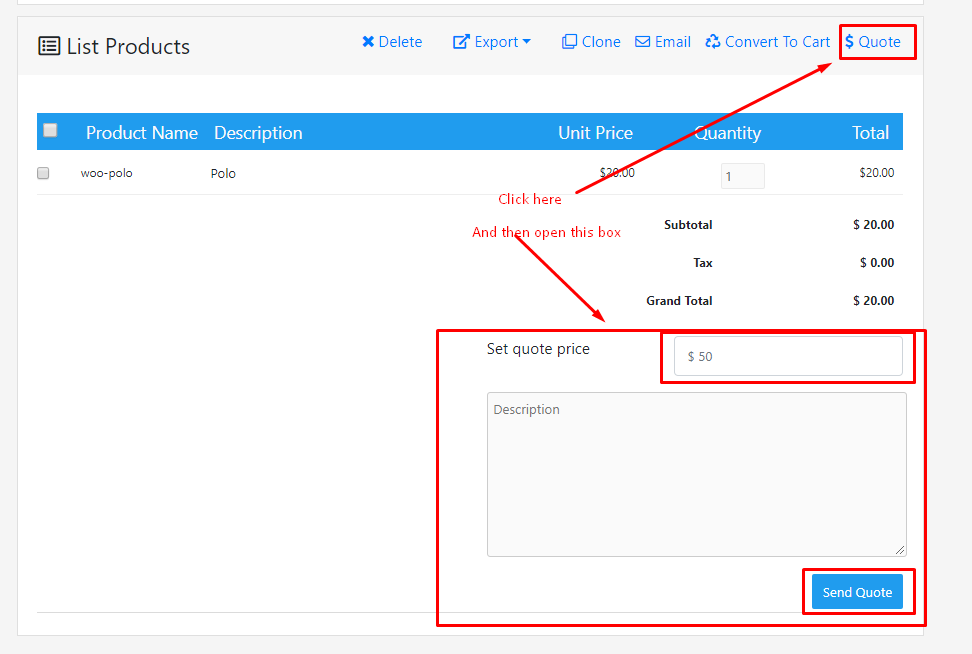 List Products
Delete Export Clone Email Convert To Cart $ Quote
Product Name Description Unit Price Quantity Total
woo-polo Polo $20.00 1 $20.00
Click here
Subtotal $ 20.00
And then open this box
Tax $ 0.00
Grand Total $ 20.00
Set quote price $ 50
Description
Send Quote